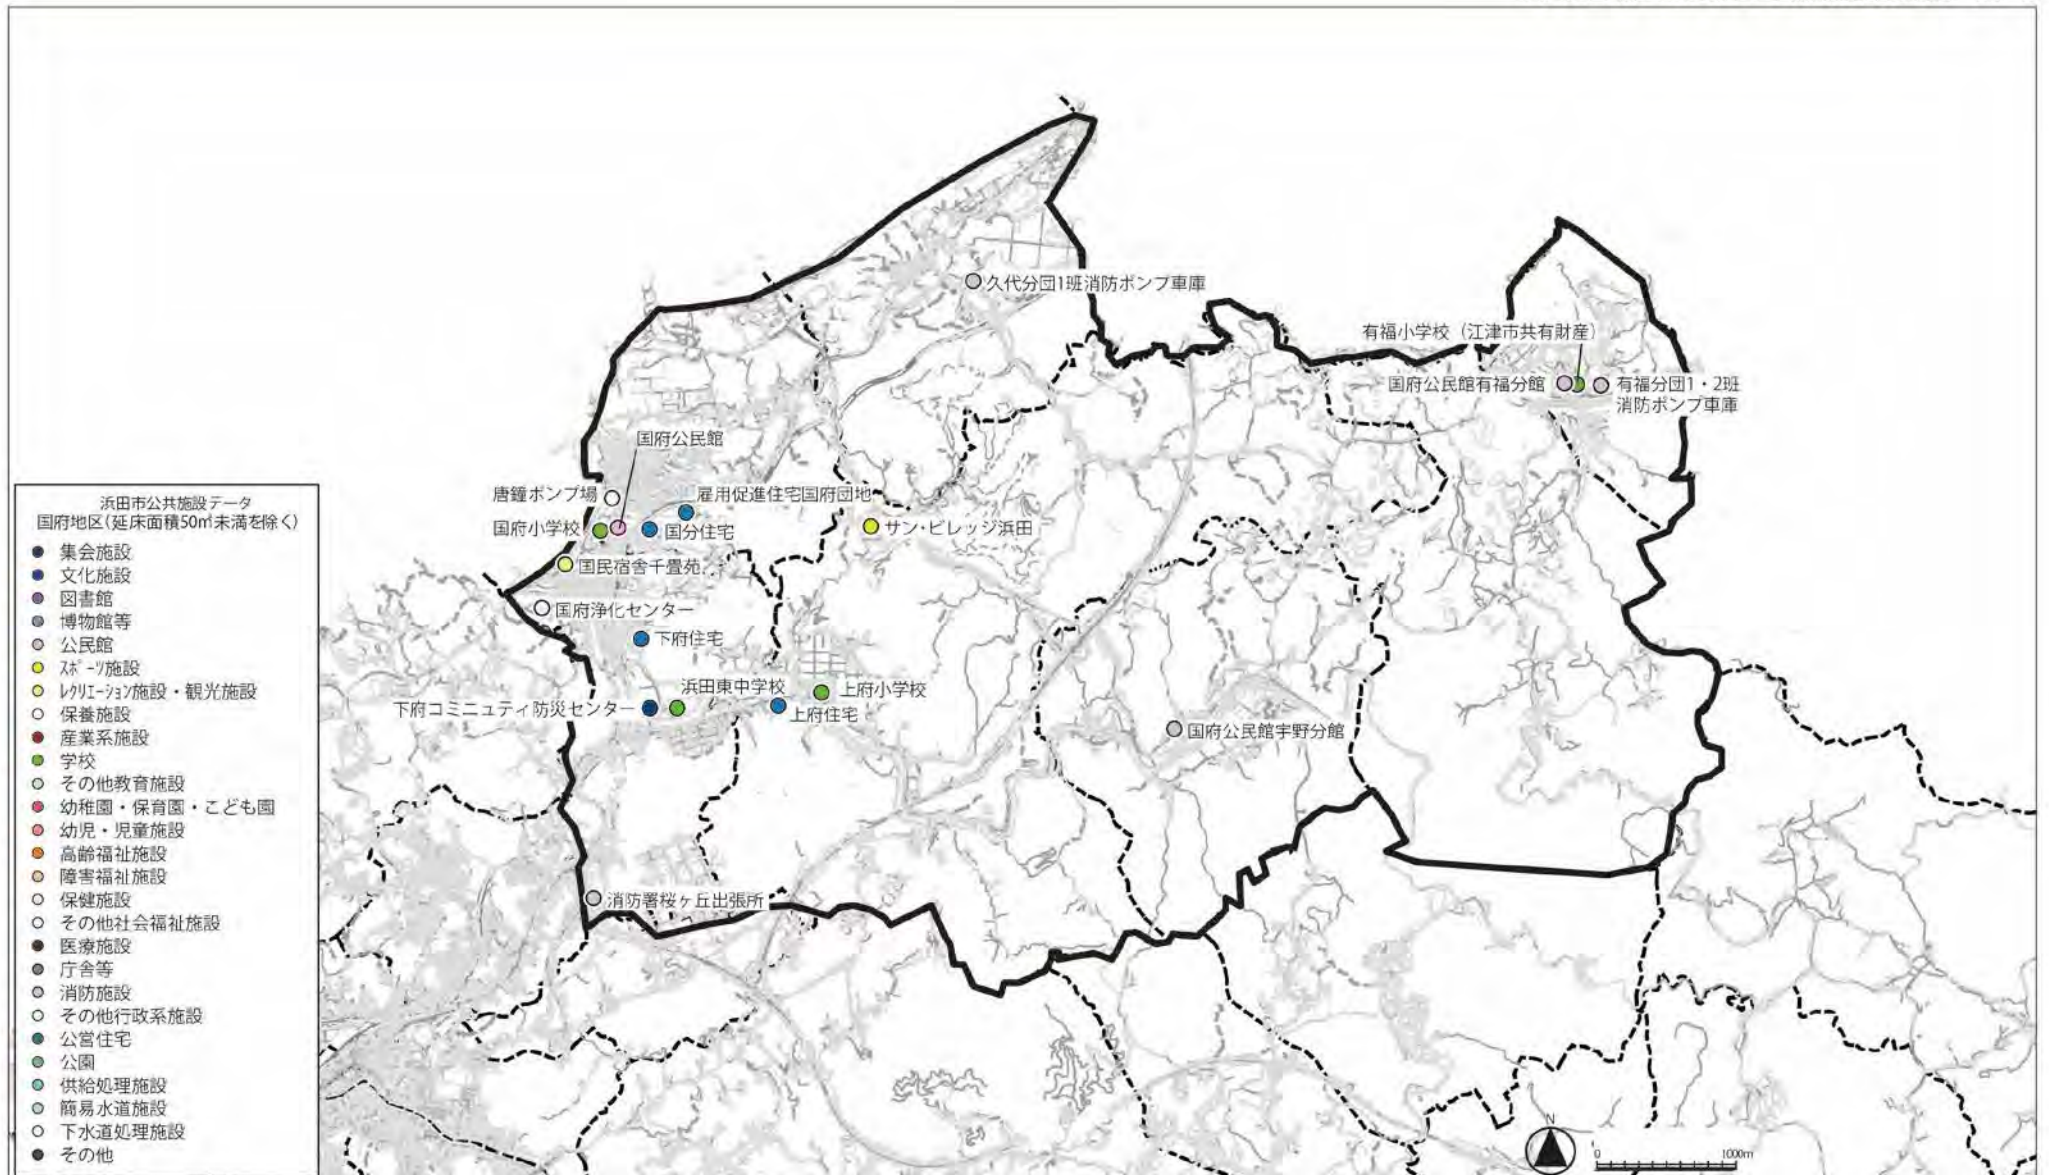 久代分団1班消防ポンプ車庫
有福小学校（江津市共有財産）
国府公民館有福分館
有福分団1・2班
消防ポンプ車庫
国府公民館
唐鐘ポンプ場
雇用促進住宅国府団地
国府小学校
国分住宅
サン・ビレッジ浜田
国民宿舎千畳苑
国府浄化センター
下府住宅
浜田東中学校
上府小学校
下府コミニュティ防災センター
上府住宅
国府公民館宇野分館
消防署桜ヶ丘出張所
浜田市公共施設データ
国府地区(延床面積50㎡未満を除く)
集会施設
文化施設
図書館
博物館等
公民館
ｽﾎﾟｰﾂ施設
ﾚｸﾘｴｰｼｮﾝ施設・観光施設
保養施設
産業系施設
学校
その他教育施設
幼稚園・保育園・こども園
幼児・児童施設
高齢福祉施設
障害福祉施設
保健施設
その他社会福祉施設
医療施設
庁舎等
消防施設
その他行政系施設
公営住宅
公園
供給処理施設
簡易水道施設
下水道処理施設
その他
N
0 1000m